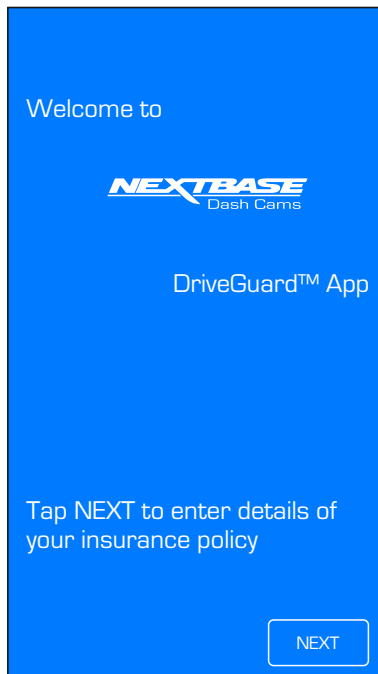 Welcome to
NEXTBASE
Dash Cams
DriveGuard™ App
Tap NEXT to enter details of
your insurance policy
NEXT